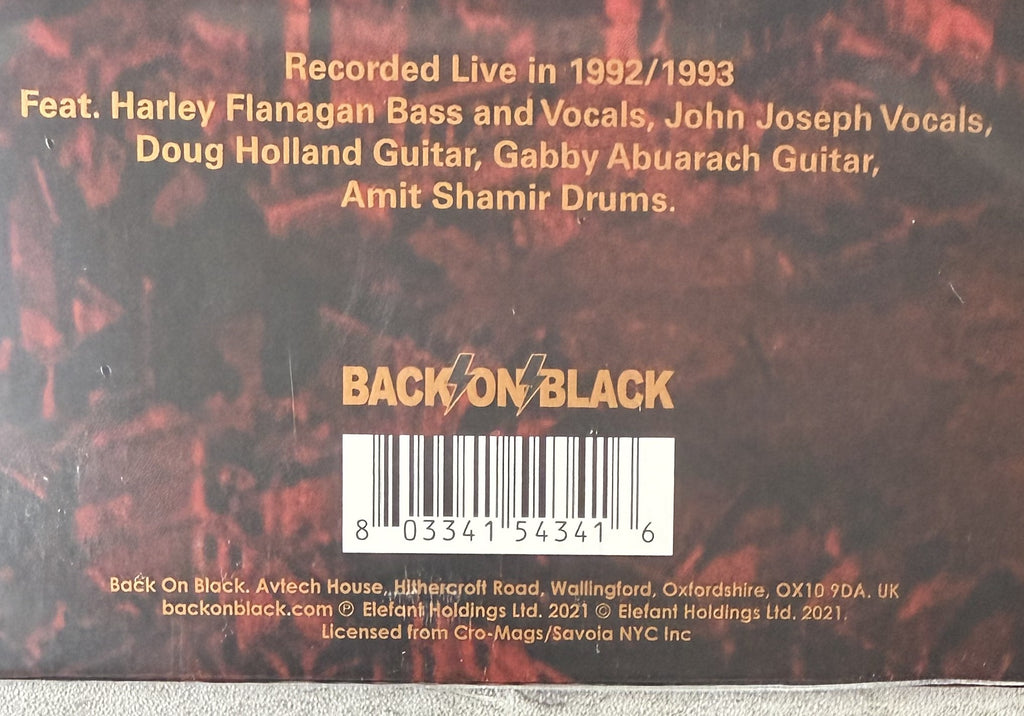 Recorded Live in 1992/1993
Feat. Harley Flanagan Bass and Vocals, John Joseph Vocals,
Doug Holland Guitar, Gabby Abuarach Guitar,
Amit Shamir Drums.
BACK ON BLACK
8 03341 54341 6
Back On Black. Avtech House, Hithercroft Road, Wallingford, Oxfordshire, OX10 9DA. UK
backonblack.com ℗ Elefant Holdings Ltd. 2021 © Elefant Holdings Ltd. 2021.
Licensed from Cro-Mags/Savoia NYC Inc